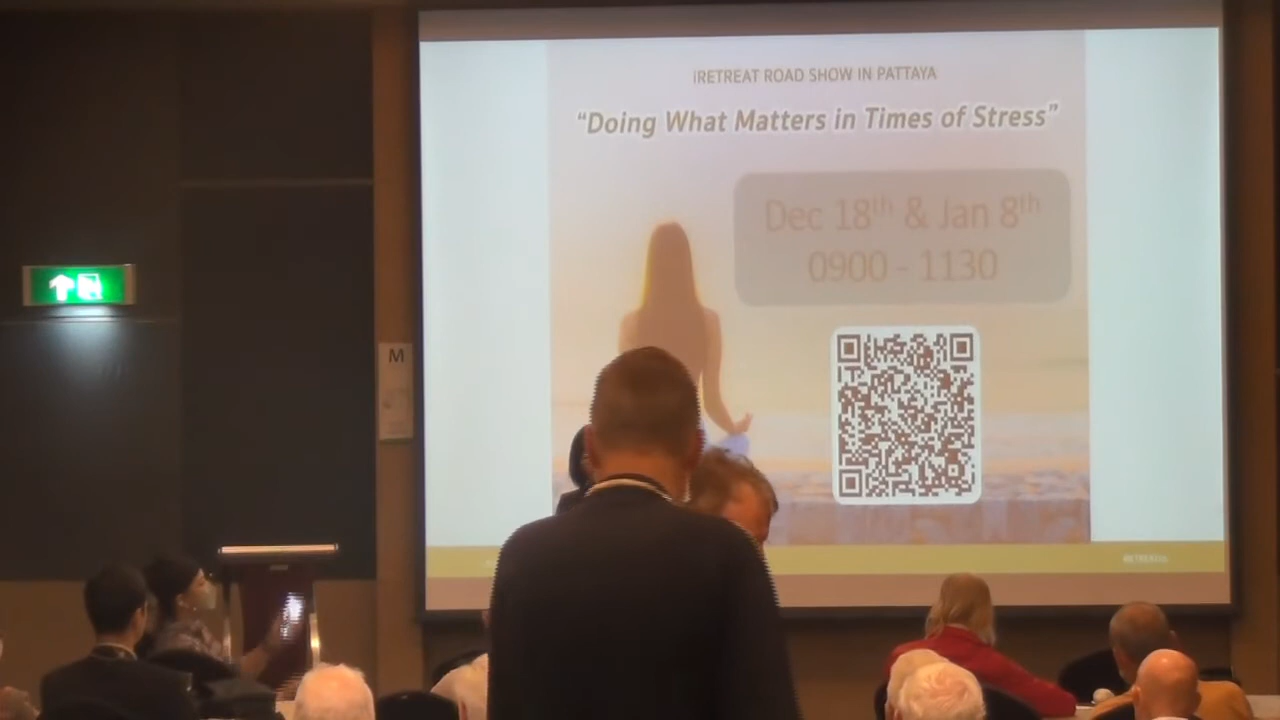 iRETREAT ROAD SHOW IN PATTAYA
“Doing What Matters in Times of Stress”
Dec 18th & Jan 8th
0900 - 1130
M